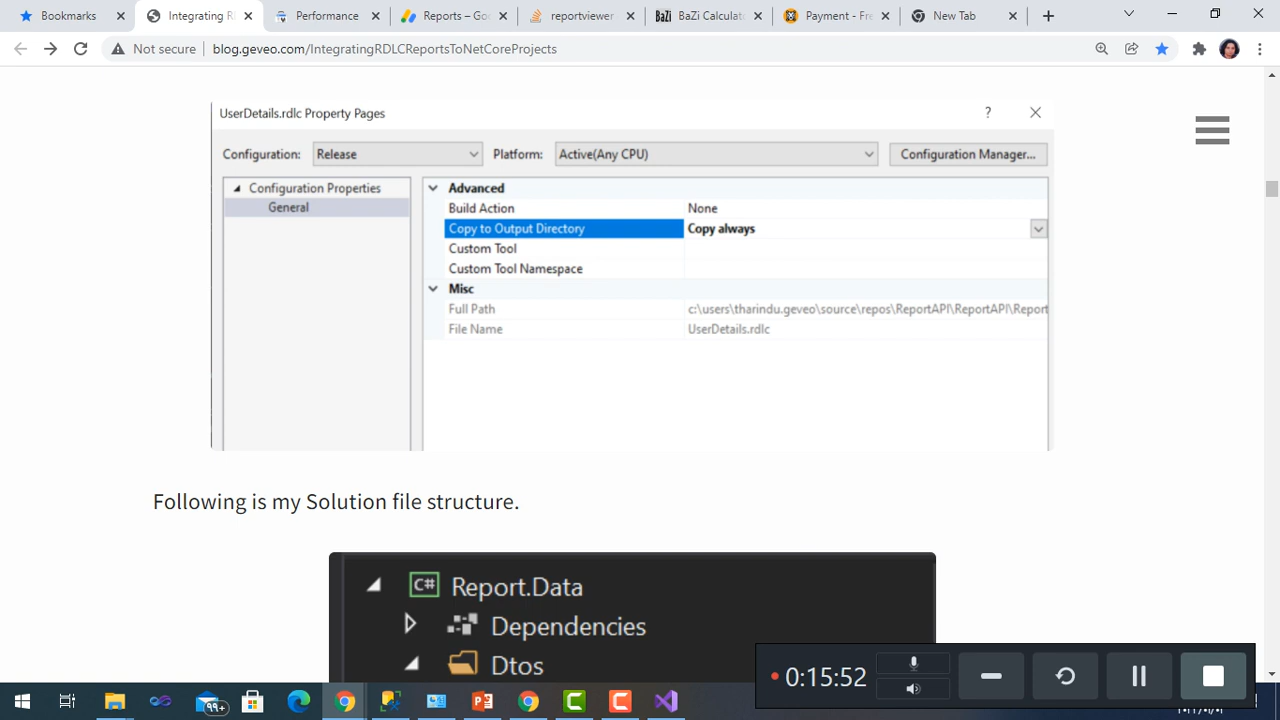 Bookmarks
Integrating R
Performance
Reports – Goo
reportviewer
BaZi BaZi Calculat
Payment - Fre
New Tab
Not secure blog.geveo.com/IntegratingRDLCReportsToNetCoreProjects
UserDetails.rdlc Property Pages ?
Configuration: Release Platform: Active(Any CPU) Configuration Manager...
Configuration Properties
General
Advanced
Build Action None
Copy to Output Directory Copy always
Custom Tool
Custom Tool Namespace
Misc
Full Path c:\users\tharindu.geveo\source\repos\ReportAPI\ReportAPI\Report
File Name UserDetails.rdlc
Following is my Solution file structure.
C# Report.Data
Dependencies
Dtos
0:15:52
99+